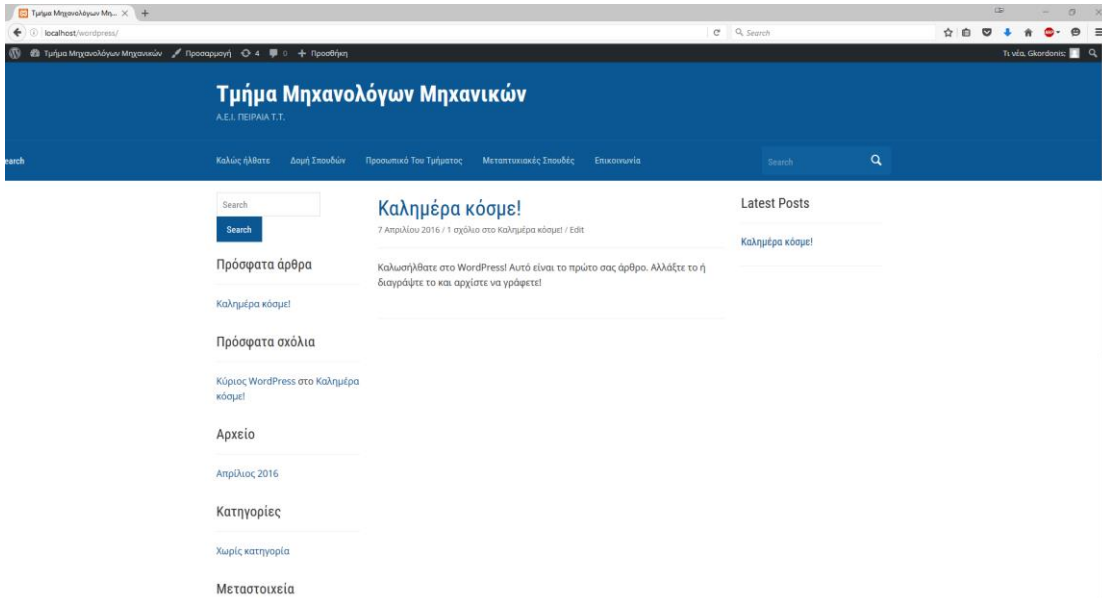 Τμήμα Μηχανολόγων Μη...
localhost/wordpress/
Search
Τμήμα Μηχανολόγων Μηχανικών Προσαρμογή 4 0 Προσθήκη
Τι νέα, Gkordonis;
Τμήμα Μηχανολόγων Μηχανικών
Α.Ε.Ι. ΠΕΙΡΑΙΑ Τ.Τ.
earch
Καλώς ήλθατε Δομή Σπουδών Προσωπικό Του Τμήματος Μεταπτυχιακές Σπουδές Επικοινωνία
Search
Search
Search
Πρόσφατα άρθρα
Καλημέρα κόσμε!
Πρόσφατα σχόλια
Κύριος WordPress στο Καλημέρα
κόσμε!
Αρχείο
Απρίλιος 2016
Κατηγορίες
Χωρίς κατηγορία
Μεταστοιχεία
Καλημέρα κόσμε!
7 Απριλίου 2016 / 1 σχόλιο στο Καλημέρα κόσμε! / Edit
Καλωσήλθατε στο WordPress! Αυτό είναι το πρώτο σας άρθρο. Αλλάξτε το ή
διαγράψτε το και αρχίστε να γράφετε!
Latest Posts
Καλημέρα κόσμε!